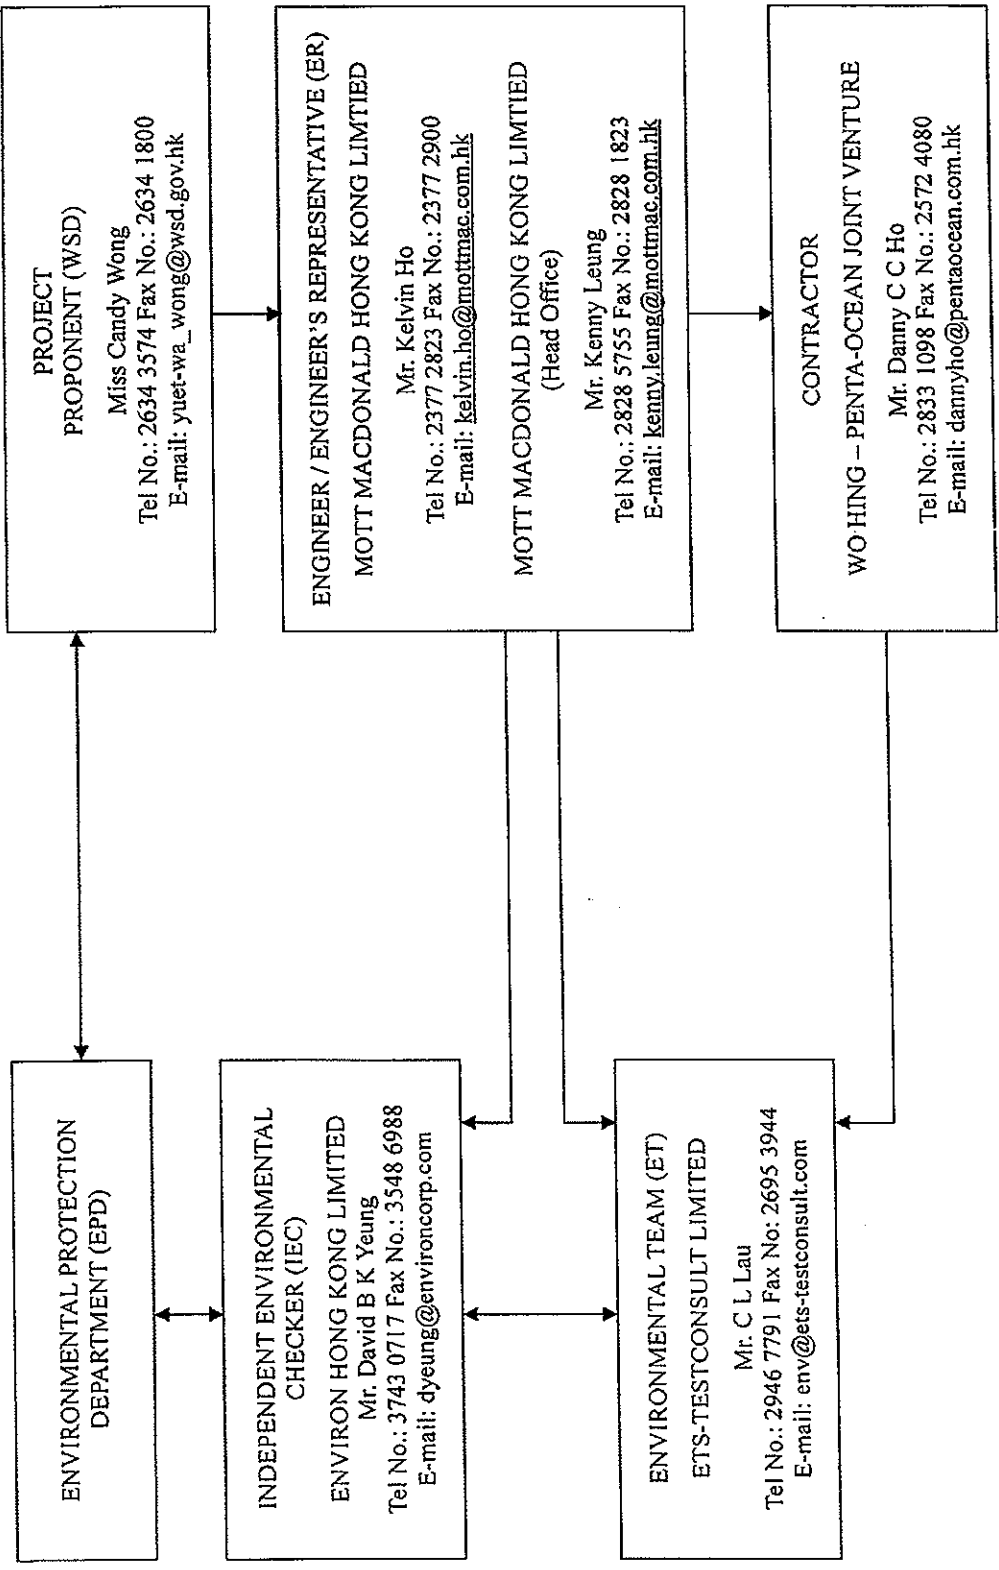 ENVIRONMENTAL PROTECTION
DEPARTMENT (EPD)
INDEPENDENT ENVIRONMENTAL
CHECKER (IEC)
ENVIRON HONG KONG LIMITED
Mr. David B K Yeung
Tel No.: 3743 0717 Fax No.: 3548 6988
E-mail: dyeung@environcorp.com
ENVIRONMENTAL TEAM (ET)
ETS-TESTCONSULT LIMITED
Mr. C L Lau
Tel No.: 2946 7791 Fax No: 2695 3944
E-mail: env@ets-testconsult.com
PROJECT
PROPONENT (WSD)
Miss Candy Wong
Tel No.: 2634 3574 Fax No.: 2634 1800
E-mail: yuet-wa_wong@wsd.gov.hk
ENGINEER / ENGINEER'S REPRESENTATIVE (ER)
MOTT MACDONALD HONG KONG LIMTIED
Mr. Kelvin Ho
Tel No.: 2377 2823 Fax No.: 2377 2900
E-mail: kelvin.ho@mottmac.com.hk
MOTT MACDONALD HONG KONG LIMTIED
(Head Office)
Mr. Kenny Leung
Tel No.: 2828 5755 Fax No.: 2828 1823
E-mail: kenny.leung@mottmac.com.hk
CONTRACTOR
WO HING – PENTA-OCEAN JOINT VENTURE
Mr. Danny C C Ho
Tel No.: 2833 1098 Fax No.: 2572 4080
E-mail: dannyho@pentaocean.com.hk